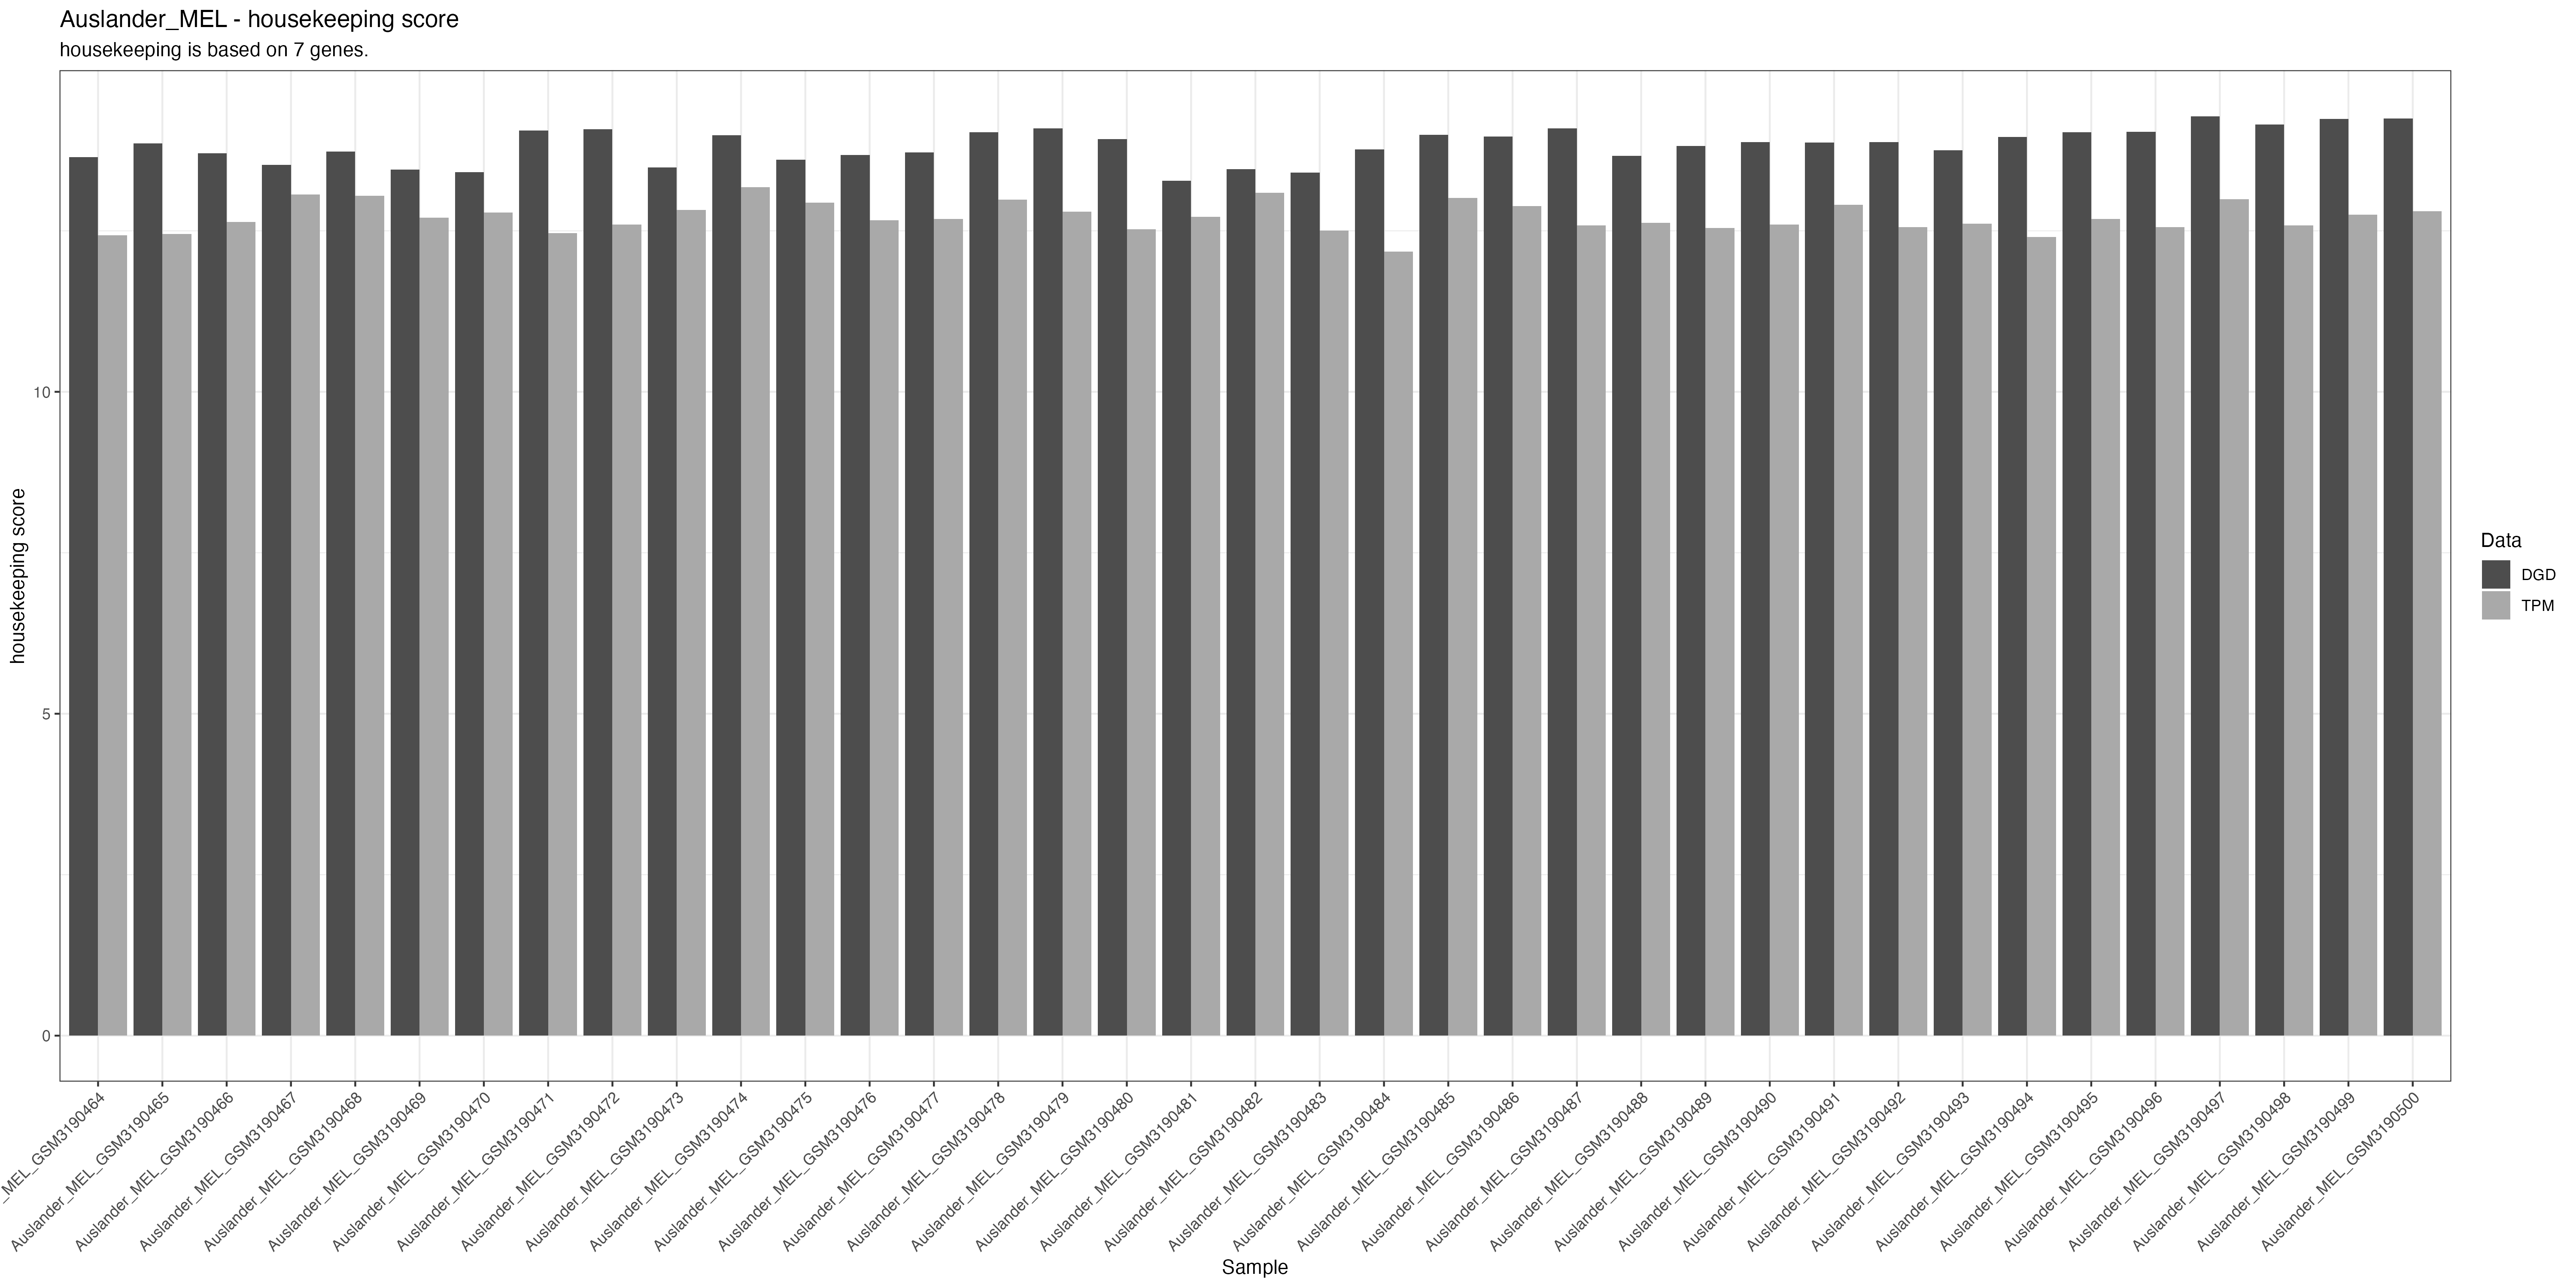 Auslander_MEL - housekeeping score
housekeeping is based on 7 genes.
housekeeping score
10
5
0
Data
DGD
TPM
_MEL_GSM3190464
Auslander_MEL_GSM3190465
Auslander_MEL_GSM3190466
Auslander_MEL_GSM3190467
Auslander_MEL_GSM3190468
Auslander_MEL_GSM3190469
Auslander_MEL_GSM3190470
Auslander_MEL_GSM3190471
Auslander_MEL_GSM3190472
Auslander_MEL_GSM3190473
Auslander_MEL_GSM3190474
Auslander_MEL_GSM3190475
Auslander_MEL_GSM3190476
Auslander_MEL_GSM3190477
Auslander_MEL_GSM3190478
Auslander_MEL_GSM3190479
Auslander_MEL_GSM3190480
Auslander_MEL_GSM3190481
Auslander_MEL_GSM3190482
Auslander_MEL_GSM3190483
Auslander_MEL_GSM3190484
Auslander_MEL_GSM3190485
Auslander_MEL_GSM3190486
Auslander_MEL_GSM3190487
Auslander_MEL_GSM3190488
Auslander_MEL_GSM3190489
Auslander_MEL_GSM3190490
Auslander_MEL_GSM3190491
Auslander_MEL_GSM3190492
Auslander_MEL_GSM3190493
Auslander_MEL_GSM3190494
Auslander_MEL_GSM3190495
Auslander_MEL_GSM3190496
Auslander_MEL_GSM3190497
Auslander_MEL_GSM3190498
Auslander_MEL_GSM3190499
Auslander_MEL_GSM3190500
Sample